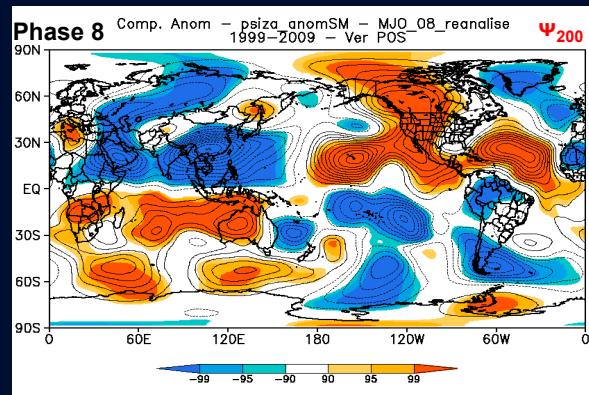 Phase 8
Comp. Anom − psiza_anomSM − MJO_08_reanalise
1999−2009 − Ver POS
Ψ200
90N
60N
30N
EQ
30S
60S
90S
0 60E 120E 180 120W 60W 0
−99 −95 −90 90 95 99